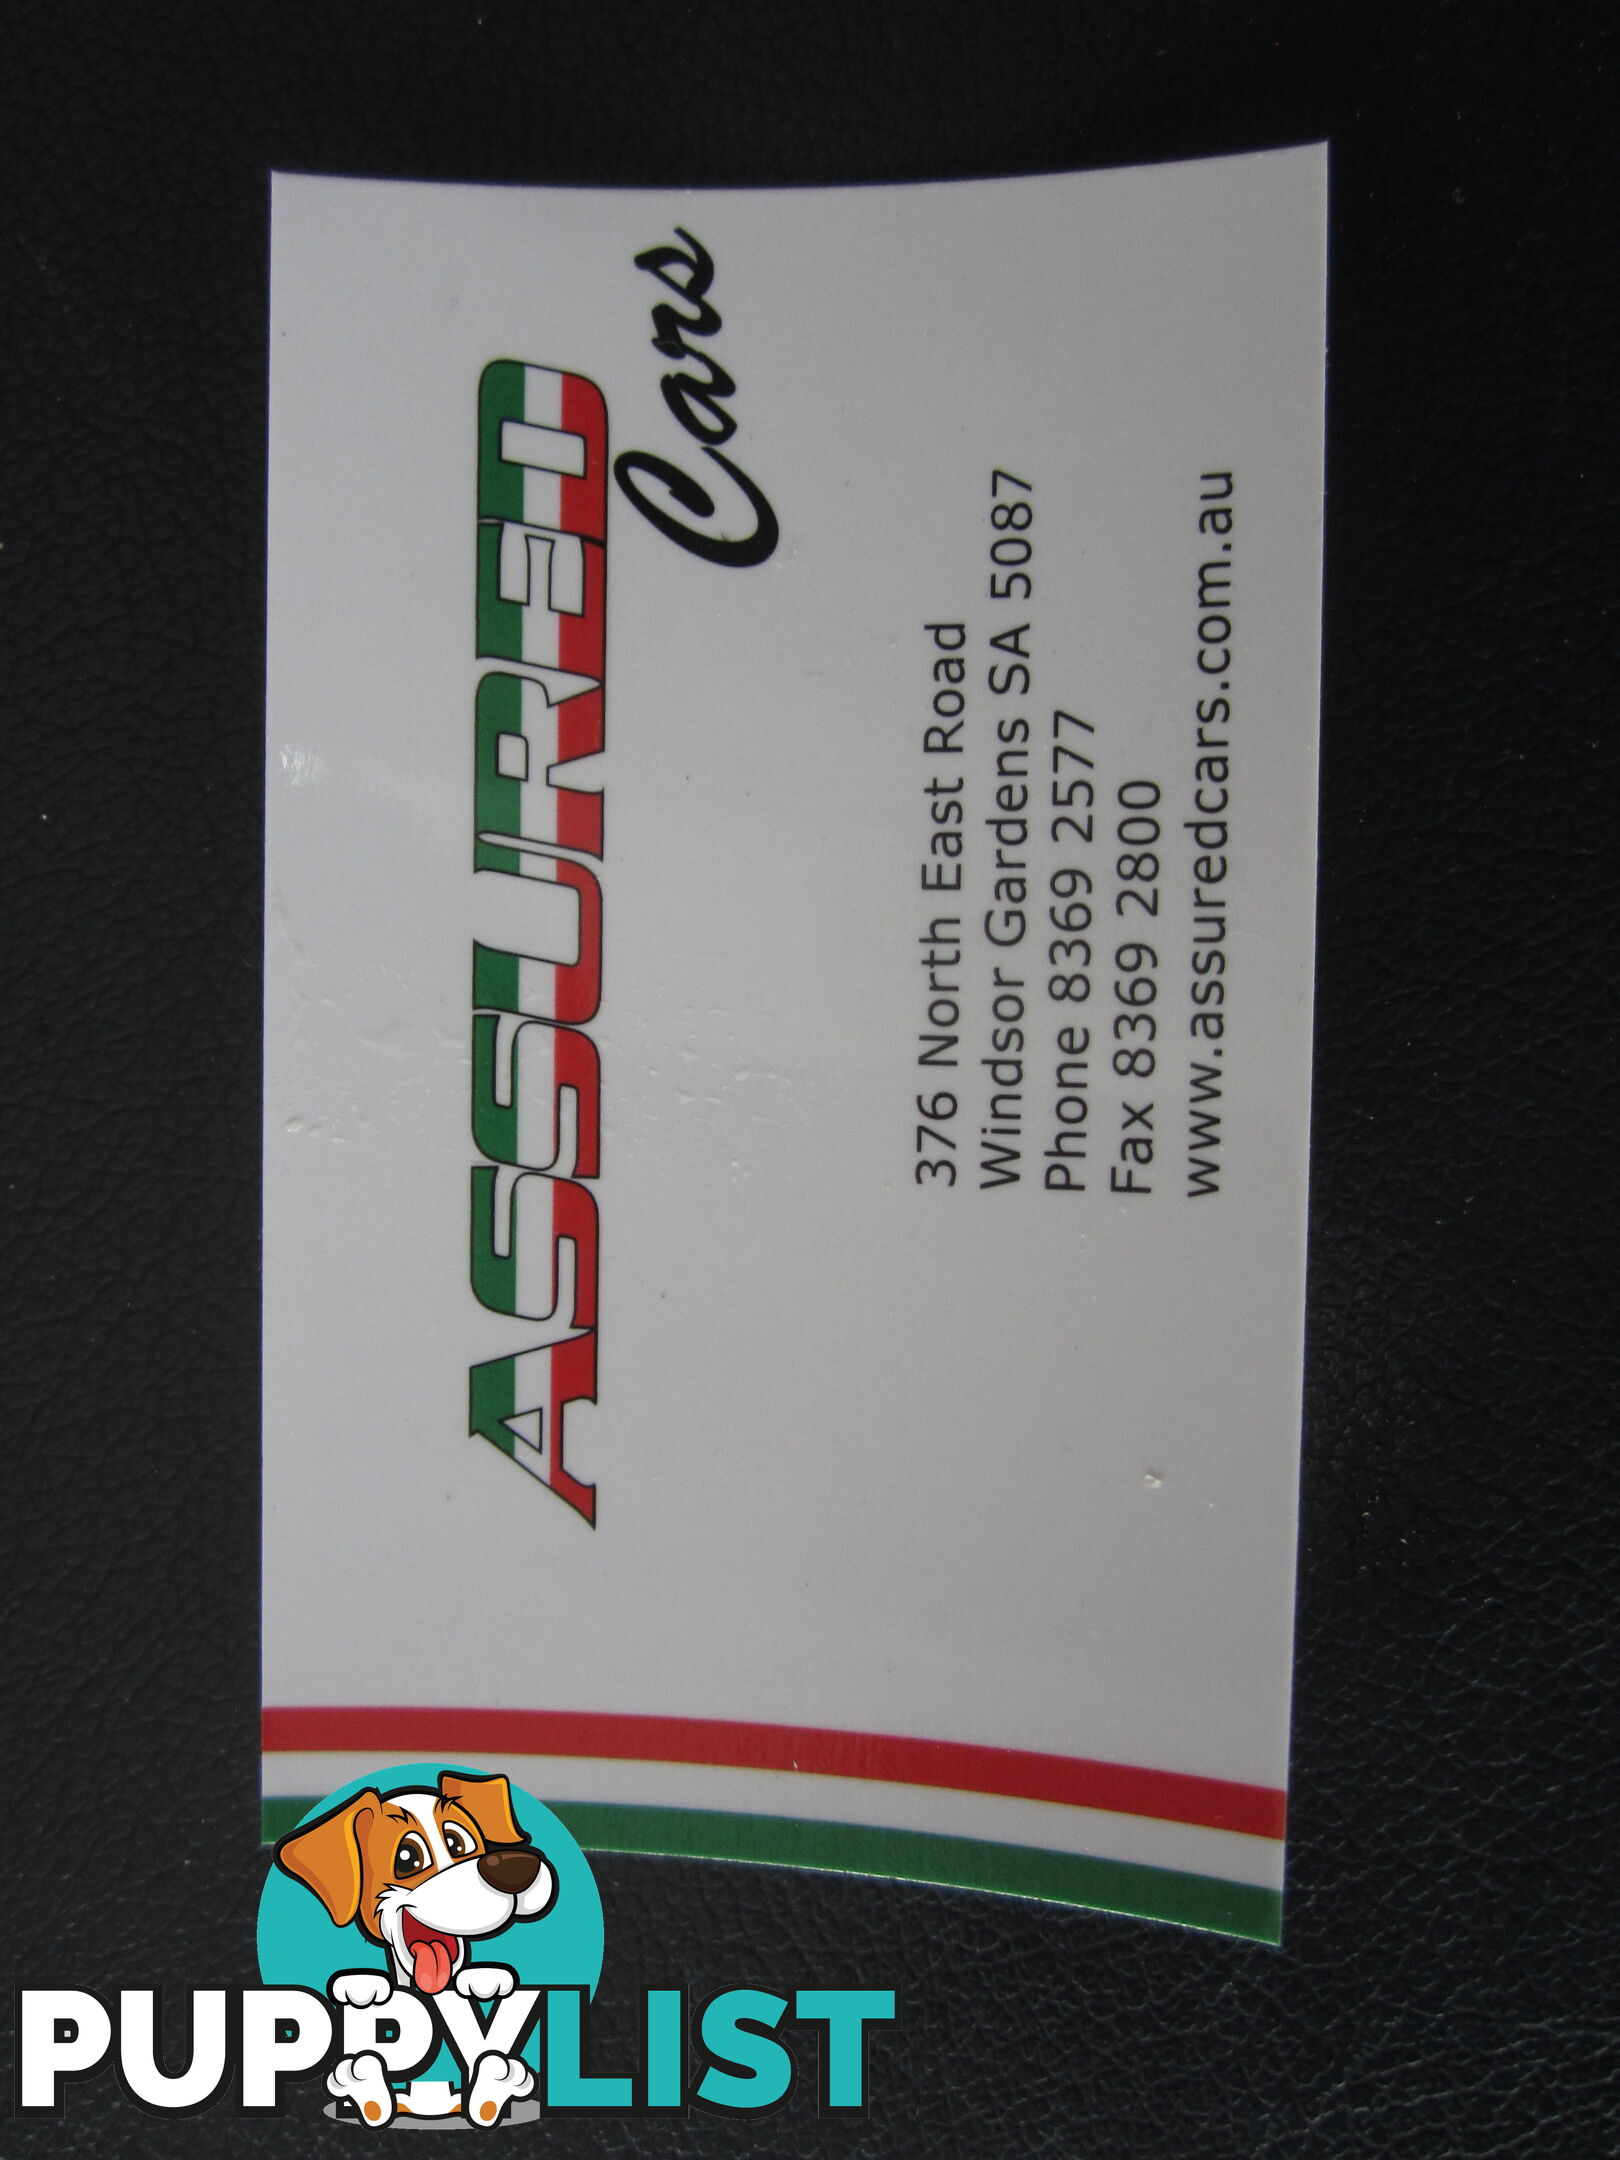 ASSURED
Cars
376 North East Road
Windsor Gardens SA 5087
Phone 8369 2577
Fax 8369 2800
www.assuredcars.com.au
PUPPYLIST